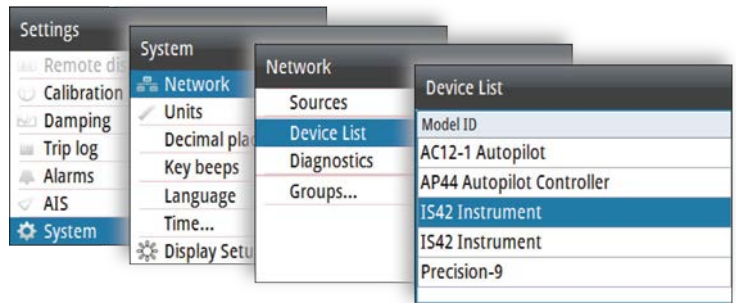 Settings
Remote dis
Calibration
Damping
Trip log
Alarms
AIS
System
System
Network
Units
Decimal plac
Key beeps
Language
Time...
Display Setu
Network
Sources
Device List
Diagnostics
Groups...
Device List
Model ID
AC12-1 Autopilot
AP44 Autopilot Controller
IS42 Instrument
IS42 Instrument
Precision-9